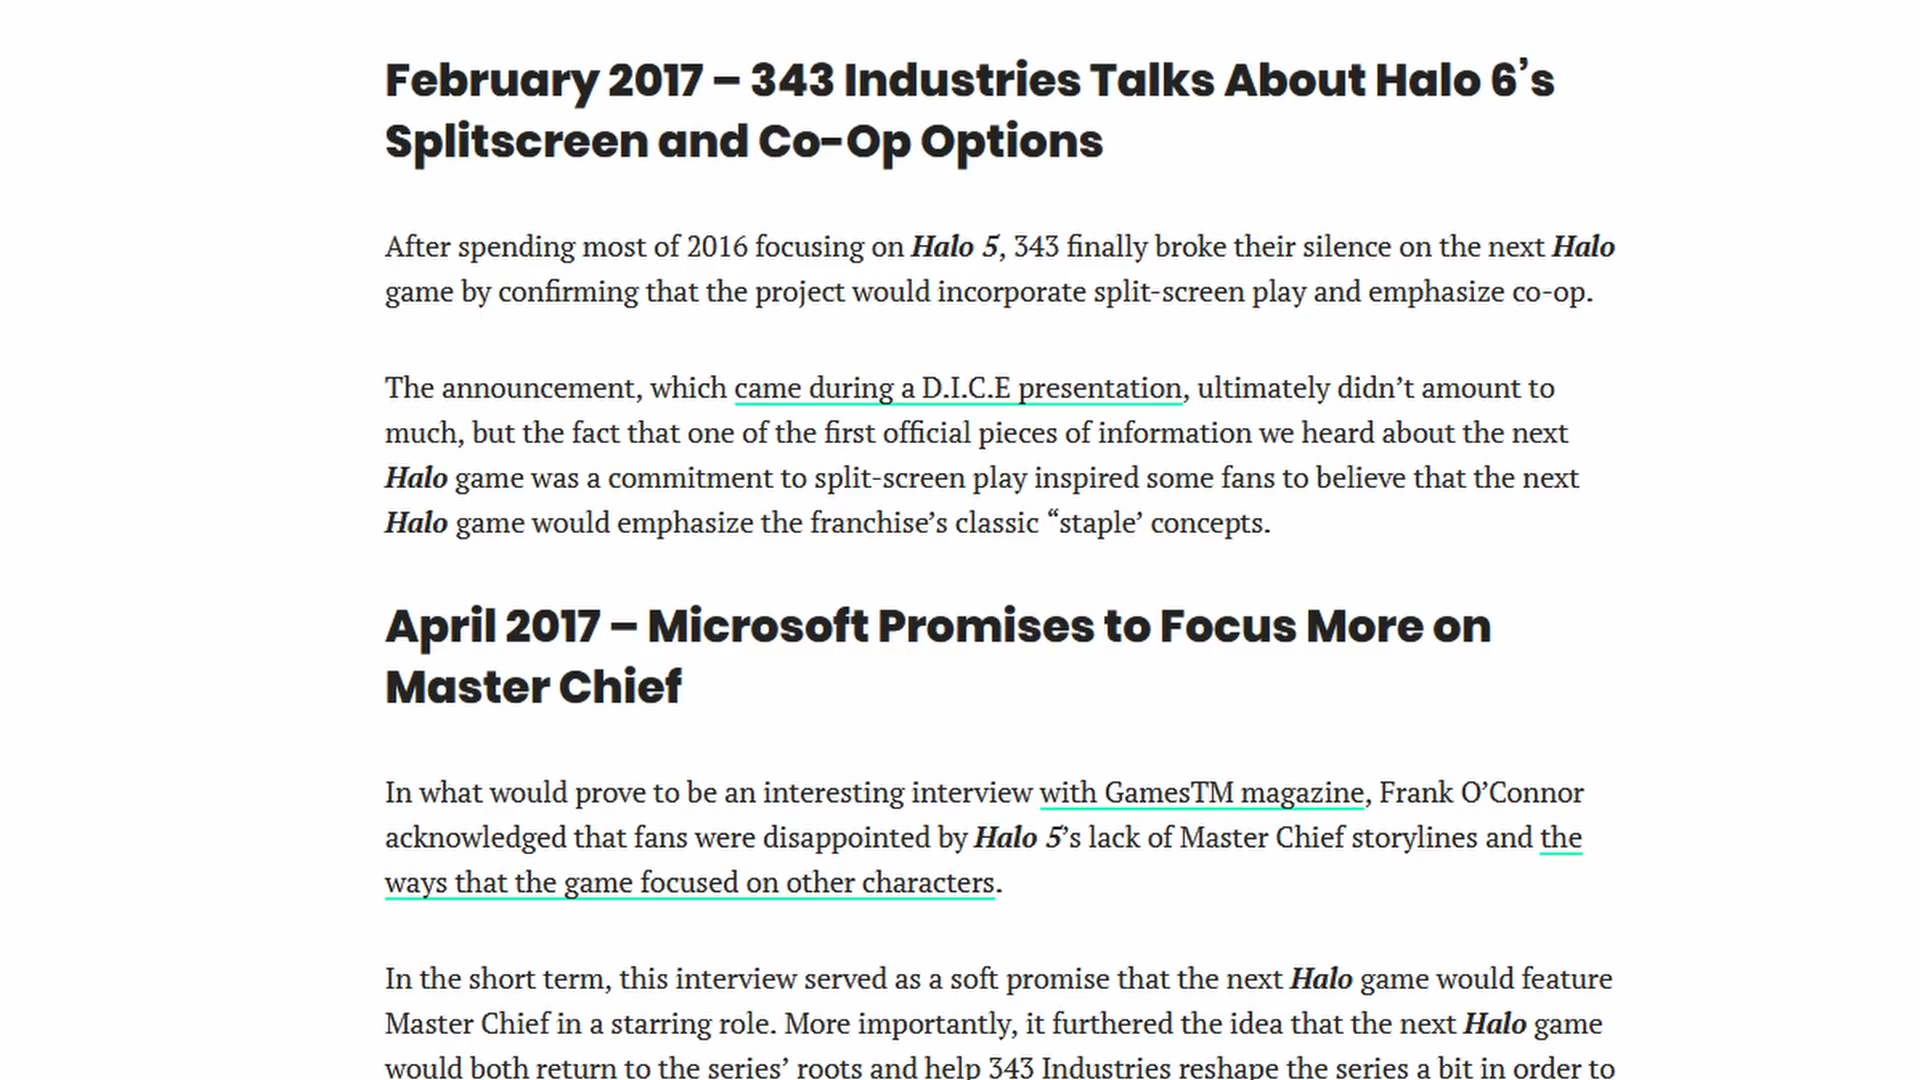 February 2017 – 343 Industries Talks About Halo 6’s
Splitscreen and Co-Op Options
After spending most of 2016 focusing on Halo 5, 343 finally broke their silence on the next Halo
game by confirming that the project would incorporate split-screen play and emphasize co-op.
The announcement, which came during a D.I.C.E presentation, ultimately didn’t amount to
much, but the fact that one of the first official pieces of information we heard about the next
Halo game was a commitment to split-screen play inspired some fans to believe that the next
Halo game would emphasize the franchise’s classic “staple’ concepts.
April 2017 – Microsoft Promises to Focus More on
Master Chief
In what would prove to be an interesting interview with GamesTM magazine, Frank O’Connor
acknowledged that fans were disappointed by Halo 5’s lack of Master Chief storylines and the
ways that the game focused on other characters.
In the short term, this interview served as a soft promise that the next Halo game would feature
Master Chief in a starring role. More importantly, it furthered the idea that the next Halo game
would both return to the series’ roots and help 343 Industries reshape the series a bit in order to